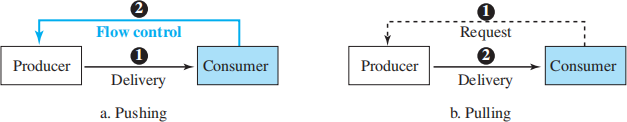 2
Flow control
1
Producer
Consumer
Delivery
a. Pushing
1
Request
2
Producer
Consumer
Delivery
b. Pulling